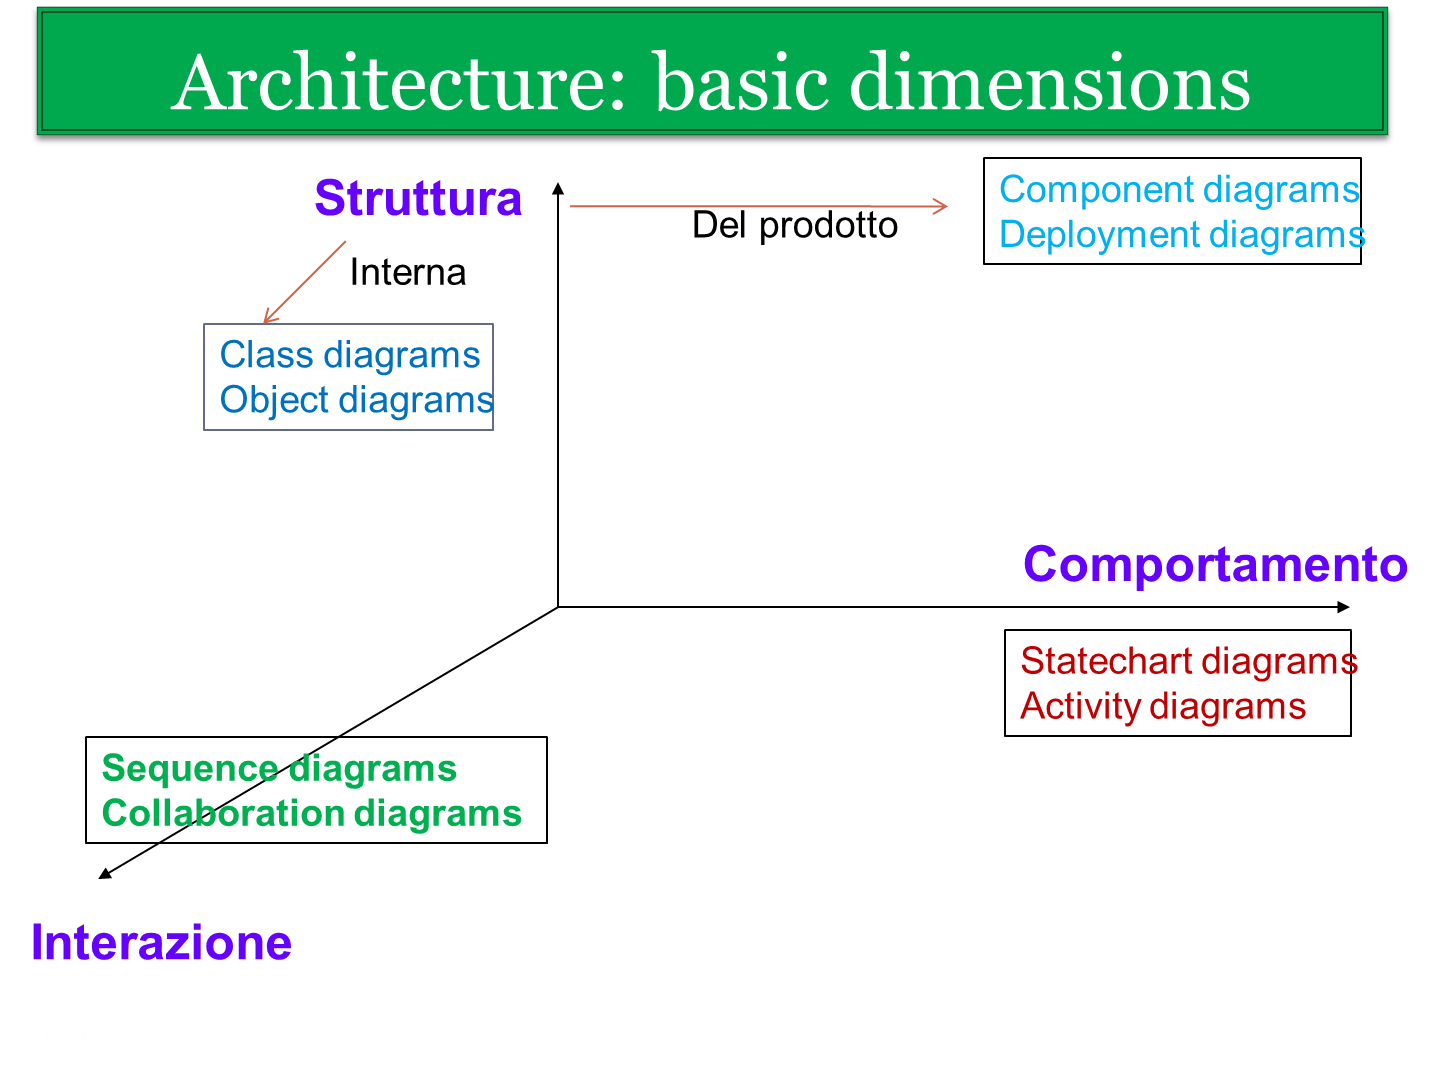 Architecture: basic dimensions
Struttura
Del prodotto
Component diagrams
Deployment diagrams
Interna
Class diagrams
Object diagrams
Comportamento
Statechart diagrams
Activity diagrams
Sequence diagrams
Collaboration diagrams
Interazione